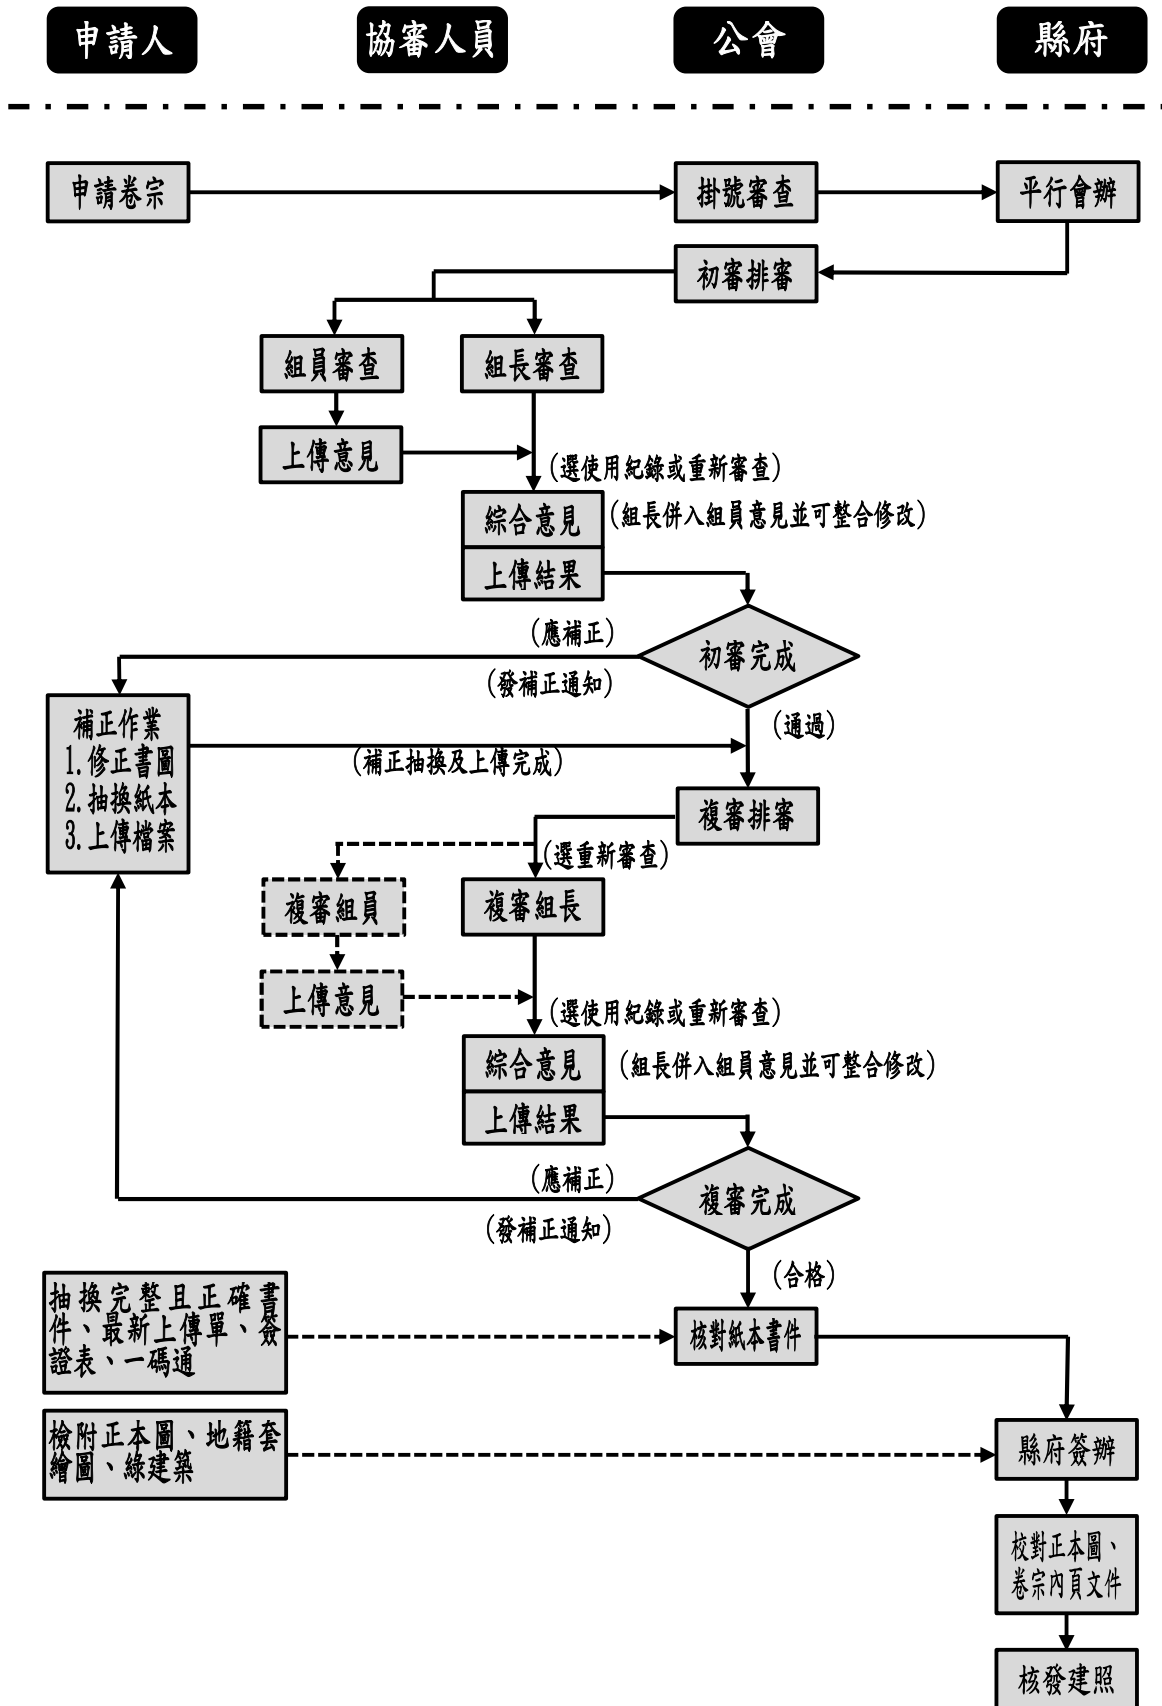 申請人
協審人員
公會
縣府
申請卷宗
掛號審查
平行會辦
初審排審
組員審查
組長審查
上傳意見
(選使用紀錄或重新審查)
綜合意見
(組長併入組員意見並可整合修改)
上傳結果
(應補正)
初審完成
(發補正通知)
(通過)
補正作業
1.修正書圖
2.抽換紙本
3.上傳檔案
(補正抽換及上傳完成)
複審排審
(選重新審查)
複審組員
複審組長
上傳意見
(選使用紀錄或重新審查)
綜合意見
(組長併入組員意見並可整合修改)
上傳結果
(應補正)
複審完成
(發補正通知)
(合格)
抽換完整且正確書
件、最新上傳單、簽
證表、一碼通
核對紙本書件
檢附正本圖、地籍套
繪圖、綠建築
縣府簽辦
校對正本圖、
卷宗內頁文件
核發建照